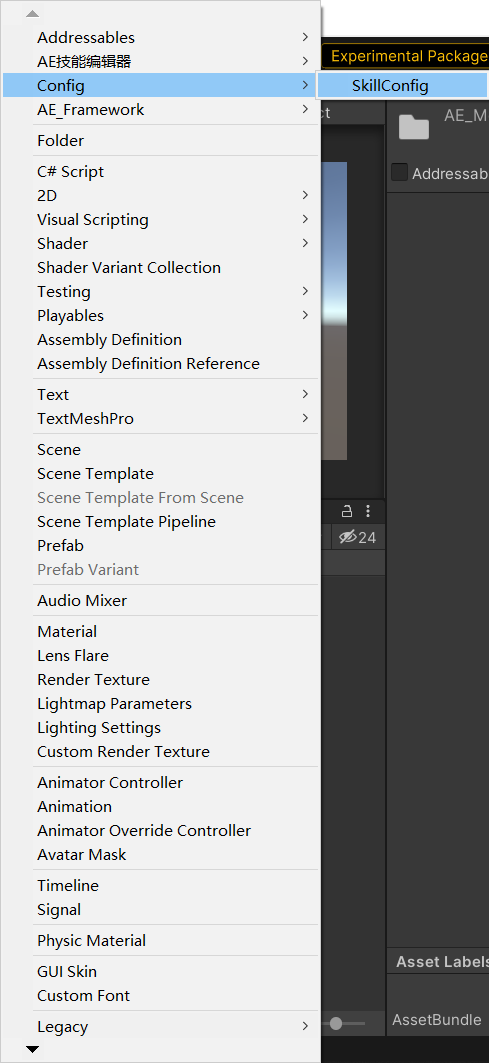 Addressables
AE技能编辑器
Config
SkillConfig
AE_Framework
Folder
C# Script
2D
Visual Scripting
Shader
Shader Variant Collection
Testing
Playables
Assembly Definition
Assembly Definition Reference
Text
TextMeshPro
Scene
Scene Template
Scene Template From Scene
Scene Template Pipeline
Prefab
Prefab Variant
Audio Mixer
Material
Lens Flare
Render Texture
Lightmap Parameters
Lighting Settings
Custom Render Texture
Animator Controller
Animation
Animator Override Controller
Avatar Mask
Timeline
Signal
Physic Material
GUI Skin
Custom Font
Legacy
Experimental Package
AE_M
Addressab
24
Asset Labels
AssetBundle